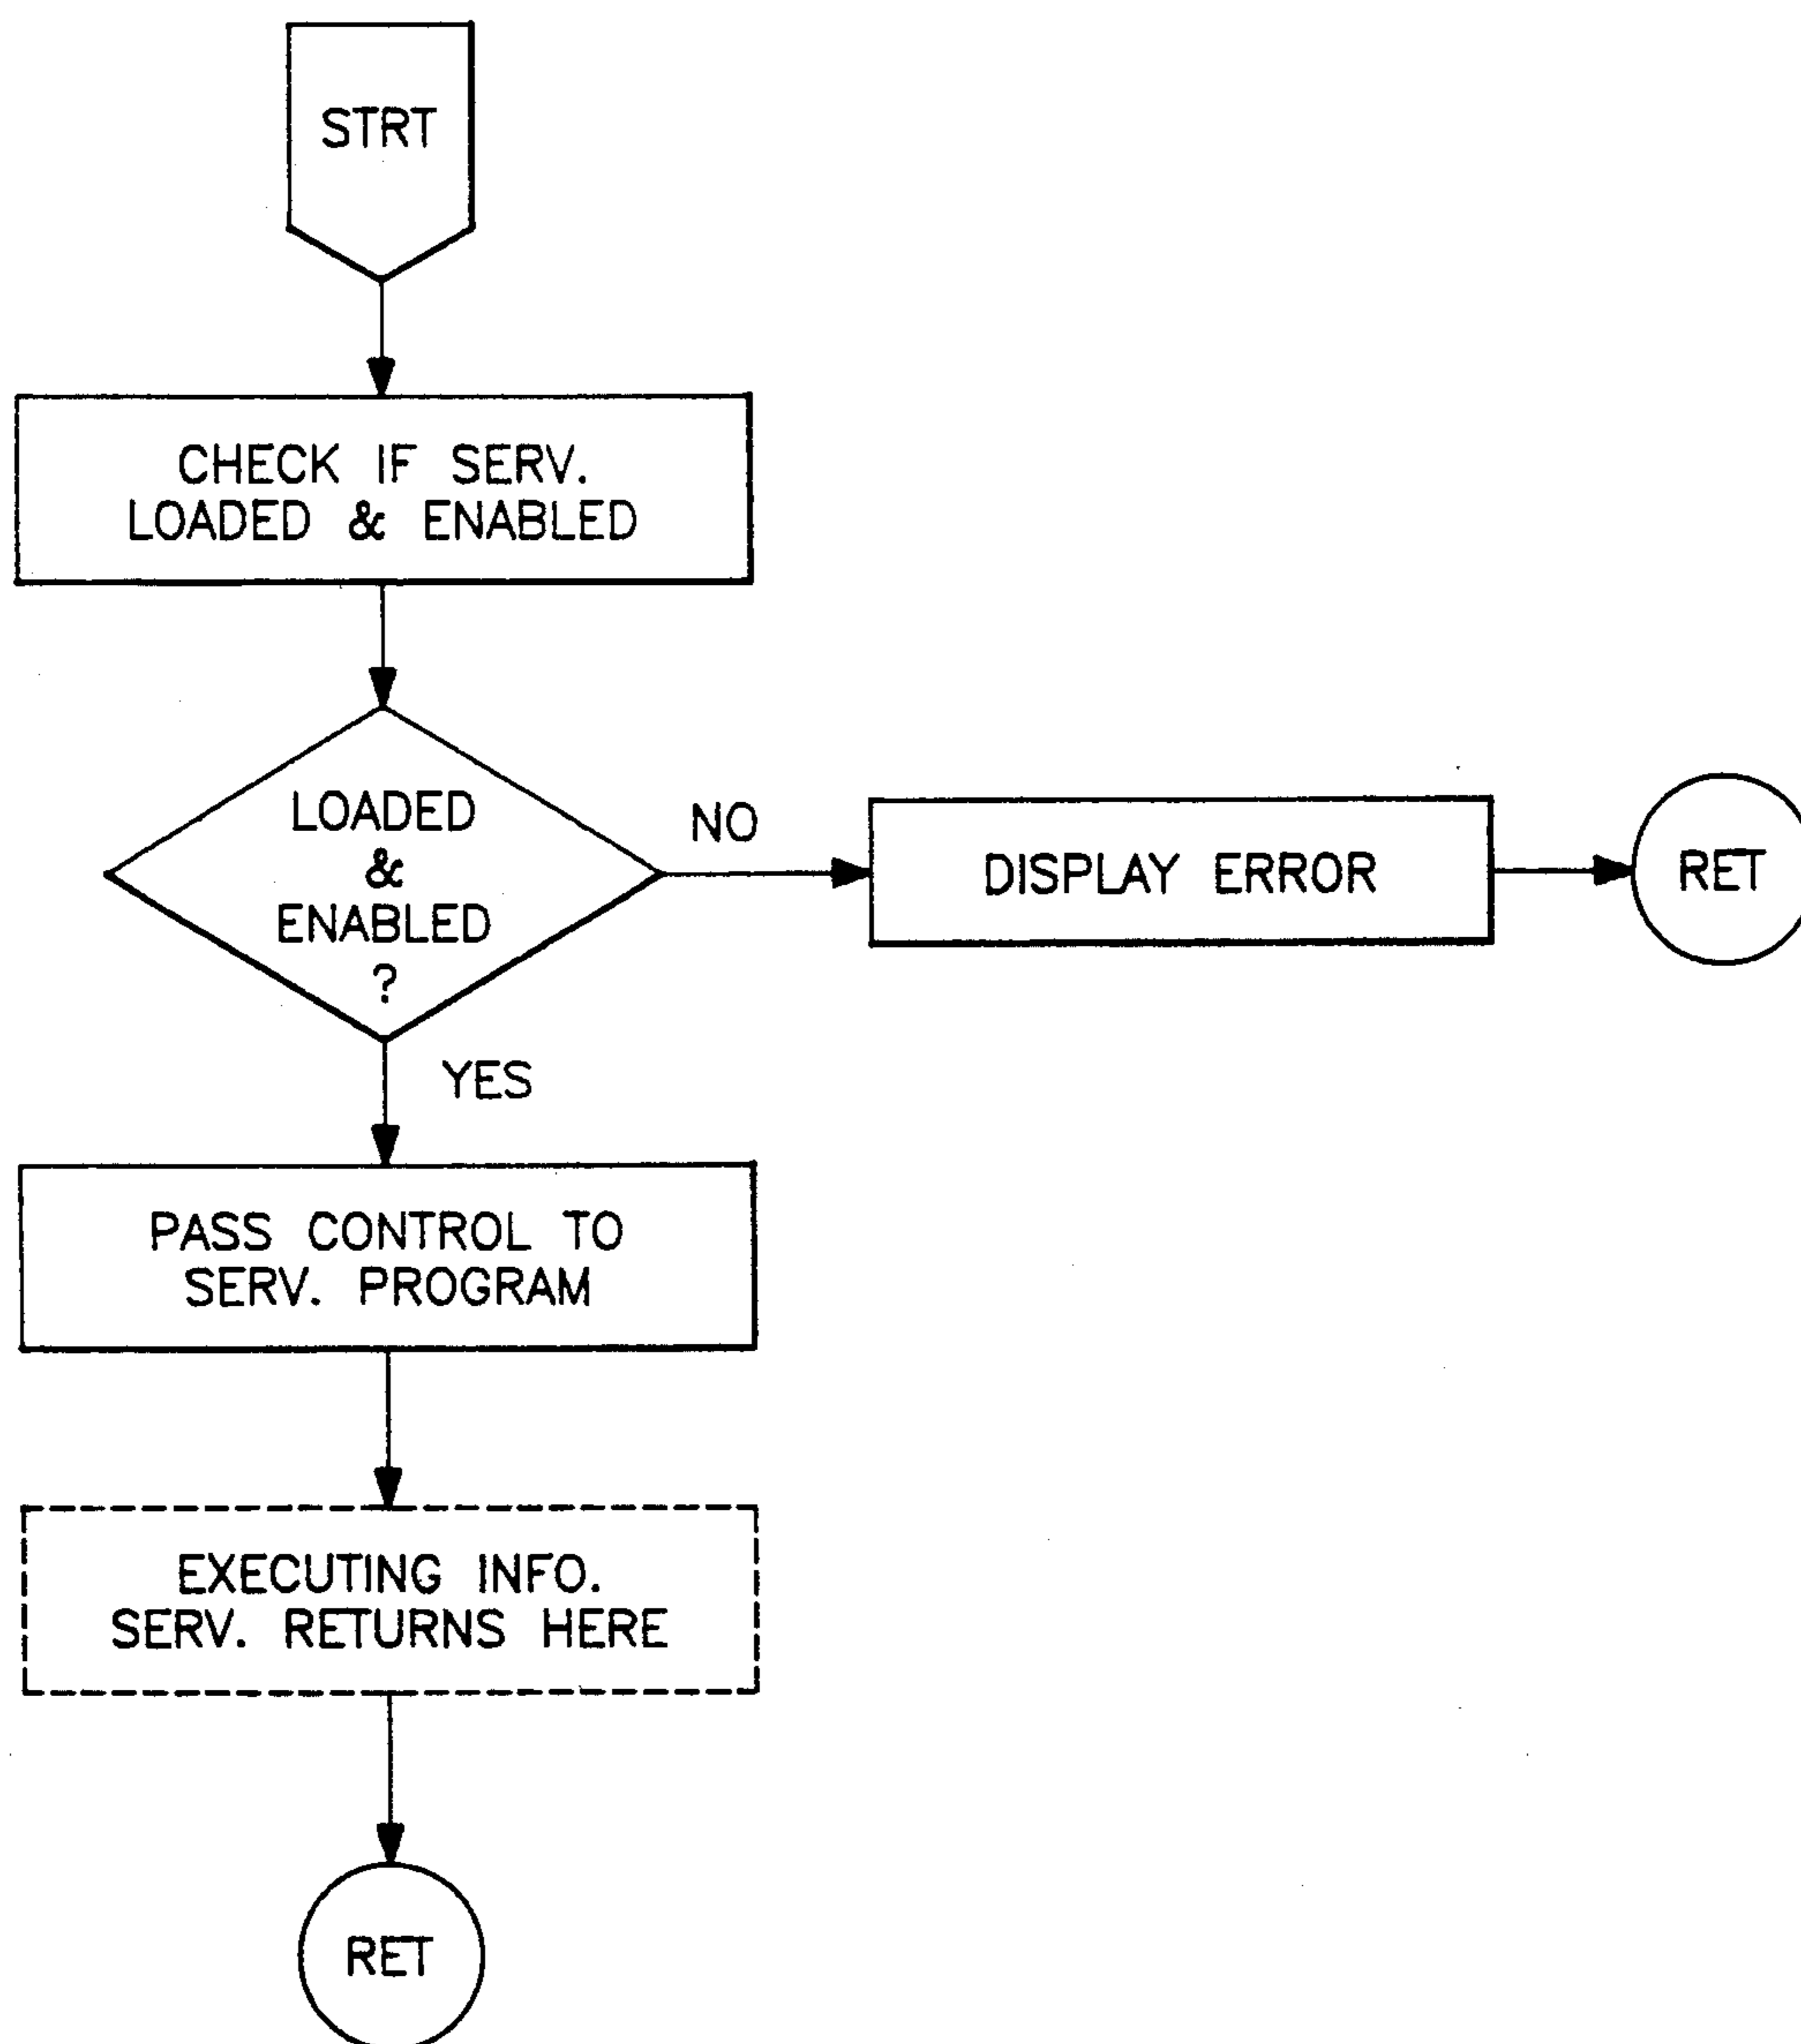 STRT
CHECK IF SERV.
LOADED & ENABLED
LOADED
&
ENABLED
?
NO
DISPLAY ERROR
RET
YES
PASS CONTROL TO
SERV. PROGRAM
EXECUTING INFO.
SERV. RETURNS HERE
RET